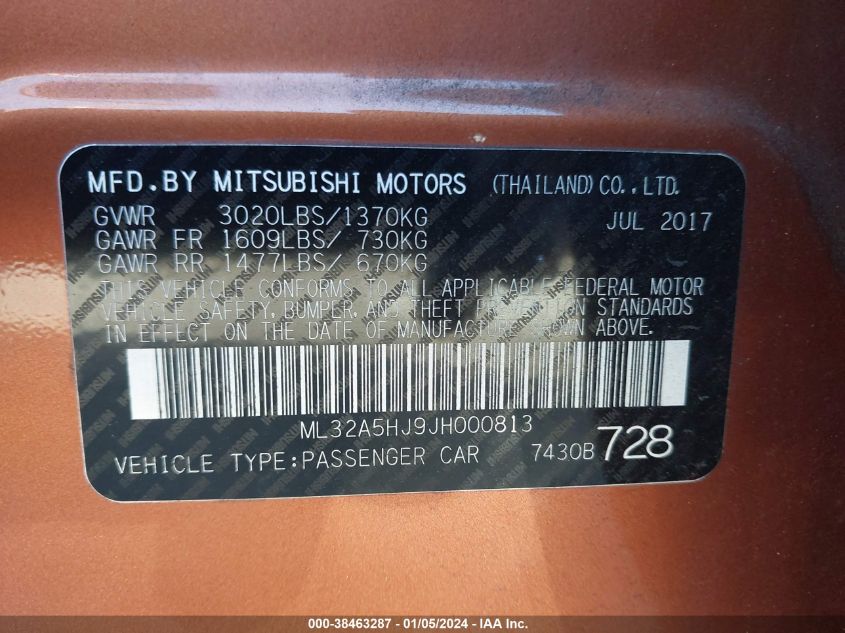 MFD.BY MITSUBISHI MOTORS (THAILAND) CO.,LTD.
GVWR 3020LBS/1370KG JUL 2017
GAWR FR 1609LBS/ 730KG
GAWR RR 1477LBS/ 670KG
THIS VEHICLE CONFORMS TO ALL APPLICABLE FEDERAL MOTOR
VEHICLE SAFETY, BUMPER, AND THEFT PREVENTION STANDARDS
IN EFFECT ON THE DATE OF MANUFACTURE SHOWN ABOVE.
ML32A5HJ9JH000813
VEHICLE TYPE:PASSENGER CAR 7430B 728
000-38463287 - 01/05/2024 - IAA Inc.